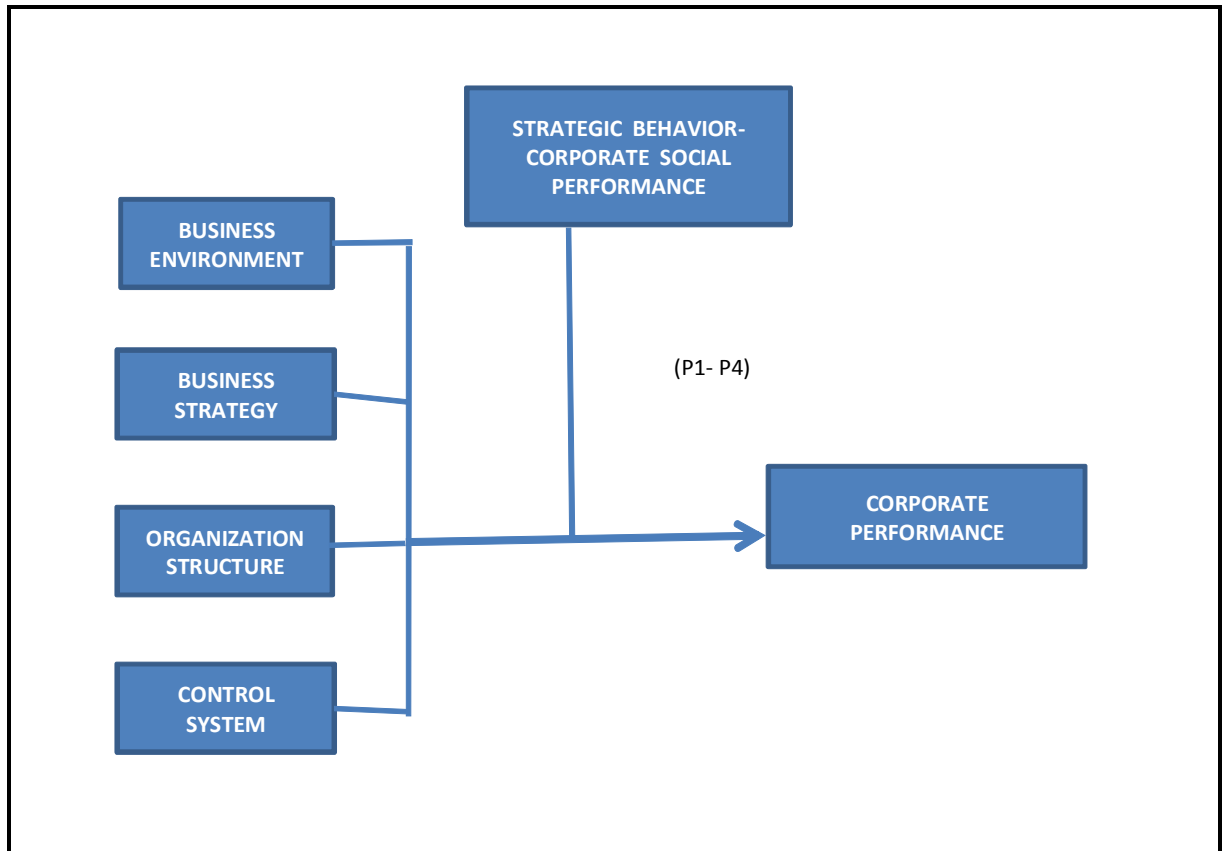 STRATEGIC BEHAVIOR-
CORPORATE SOCIAL
PERFORMANCE
BUSINESS
ENVIRONMENT
BUSINESS
STRATEGY
(P1- P4)
ORGANIZATION
STRUCTURE
CORPORATE
PERFORMANCE
CONTROL
SYSTEM